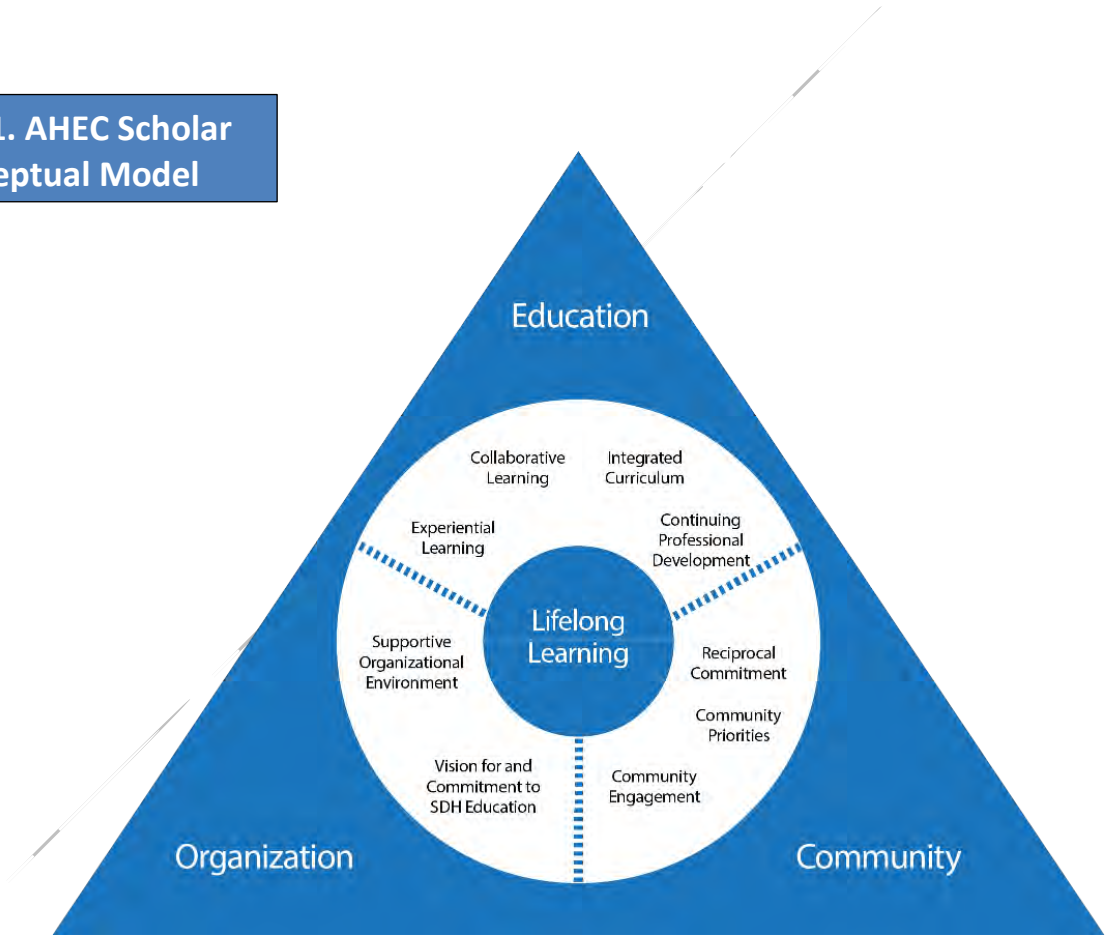 1. AHEC Scholar
eptual Model
Education
Collaborative
Learning
Integrated
Curriculum
Experiential
Learning
Continuing
Professional
Development
Lifelong
Learning
Supportive
Organizational
Environment
Reciprocal
Commitment
Community
Priorities
Vision for and
Commitment to
SDH Education
Community
Engagement
Organization
Community